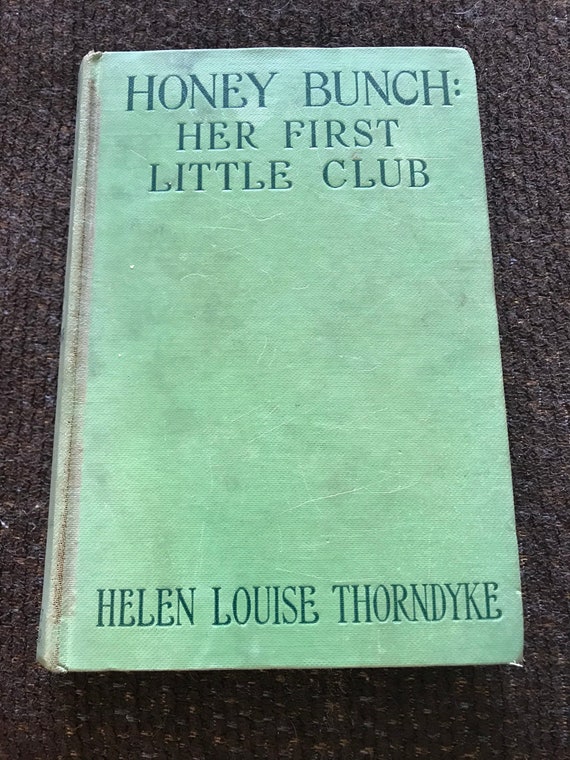 HONEY BUNCH:
HER FIRST
LITTLE CLUB
HELEN LOUISE THORNDYKE